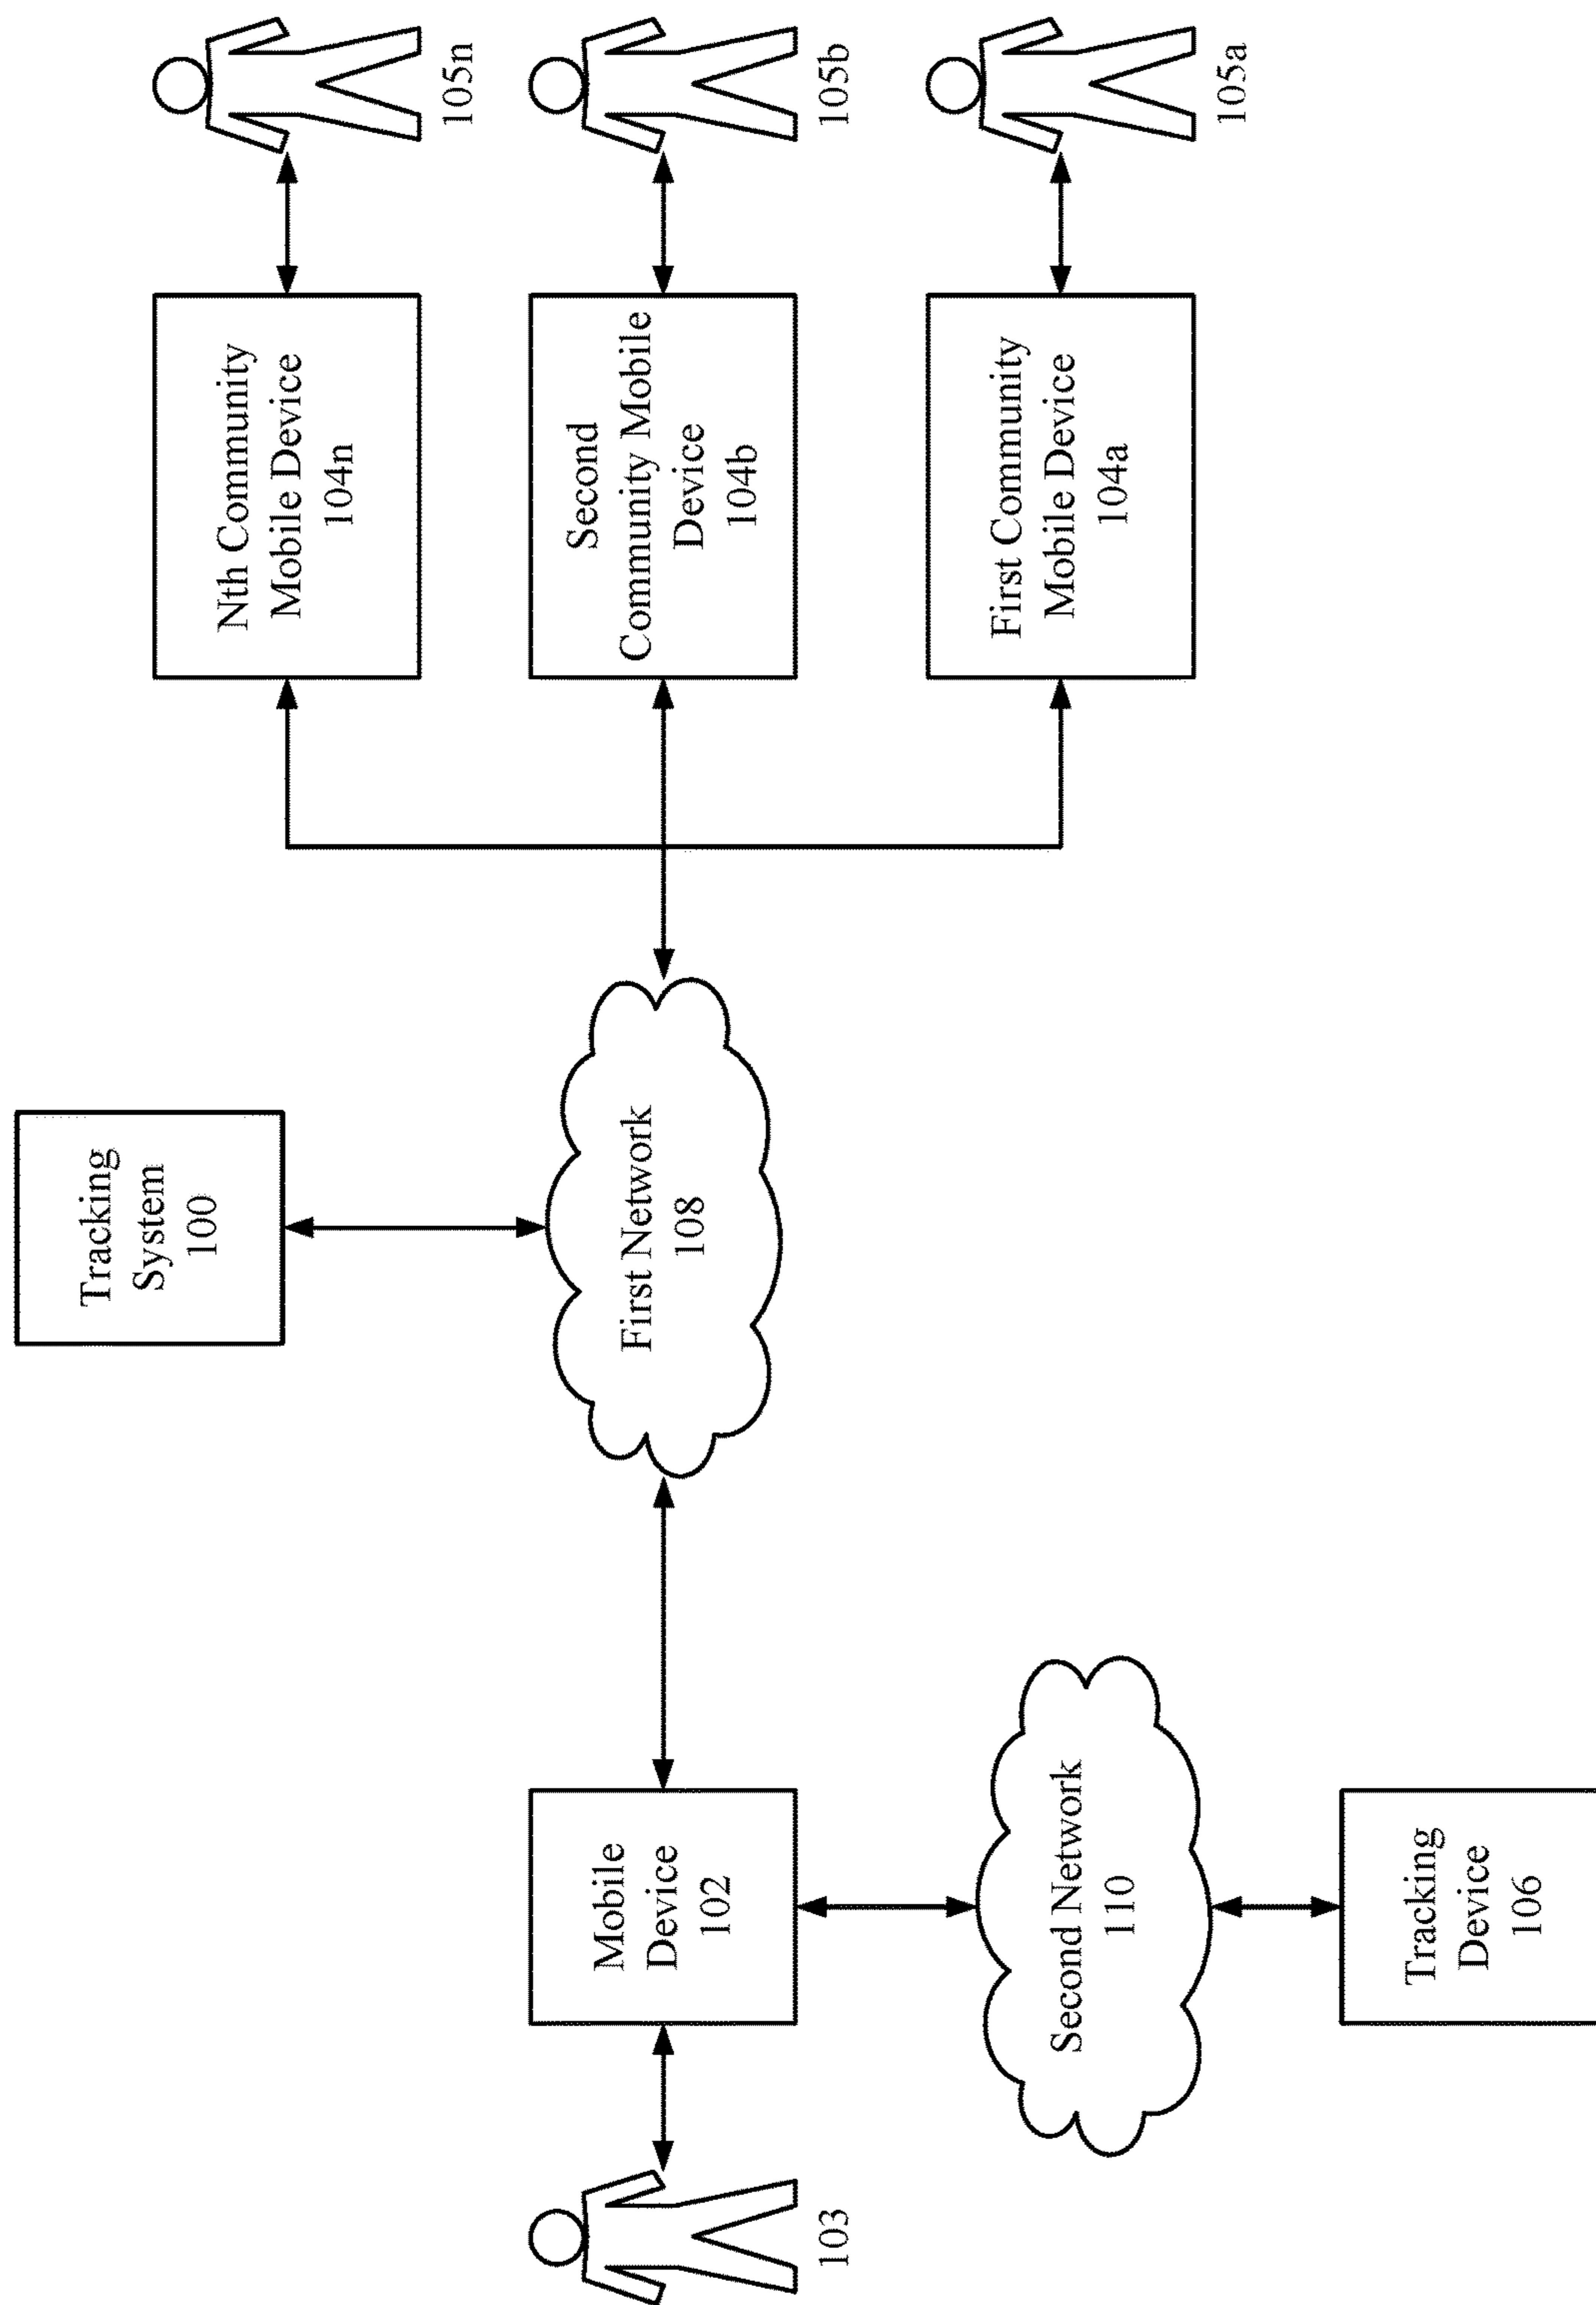 Tracking
System
100
Nth Community
Mobile Device
104n
105n
103
Mobile
Device
102
First Network
108
Second
Community Mobile
Device
104b
105b
Second Network
110
First Community
Mobile Device
104a
105a
Tracking
Device
106